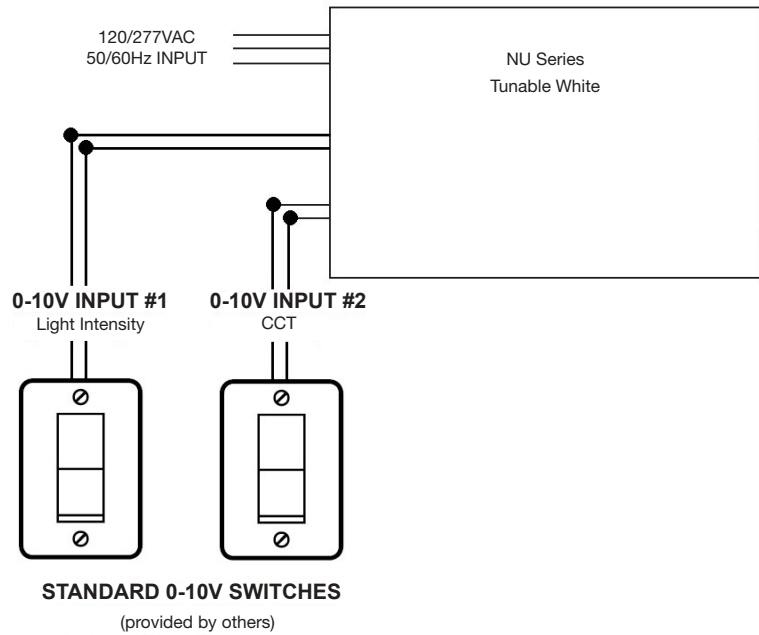 120/277VAC
50/60Hz INPUT
NU Series
Tunable White
0-10V INPUT #1
Light Intensity
0-10V INPUT #2
CCT
STANDARD 0-10V SWITCHES
(provided by others)